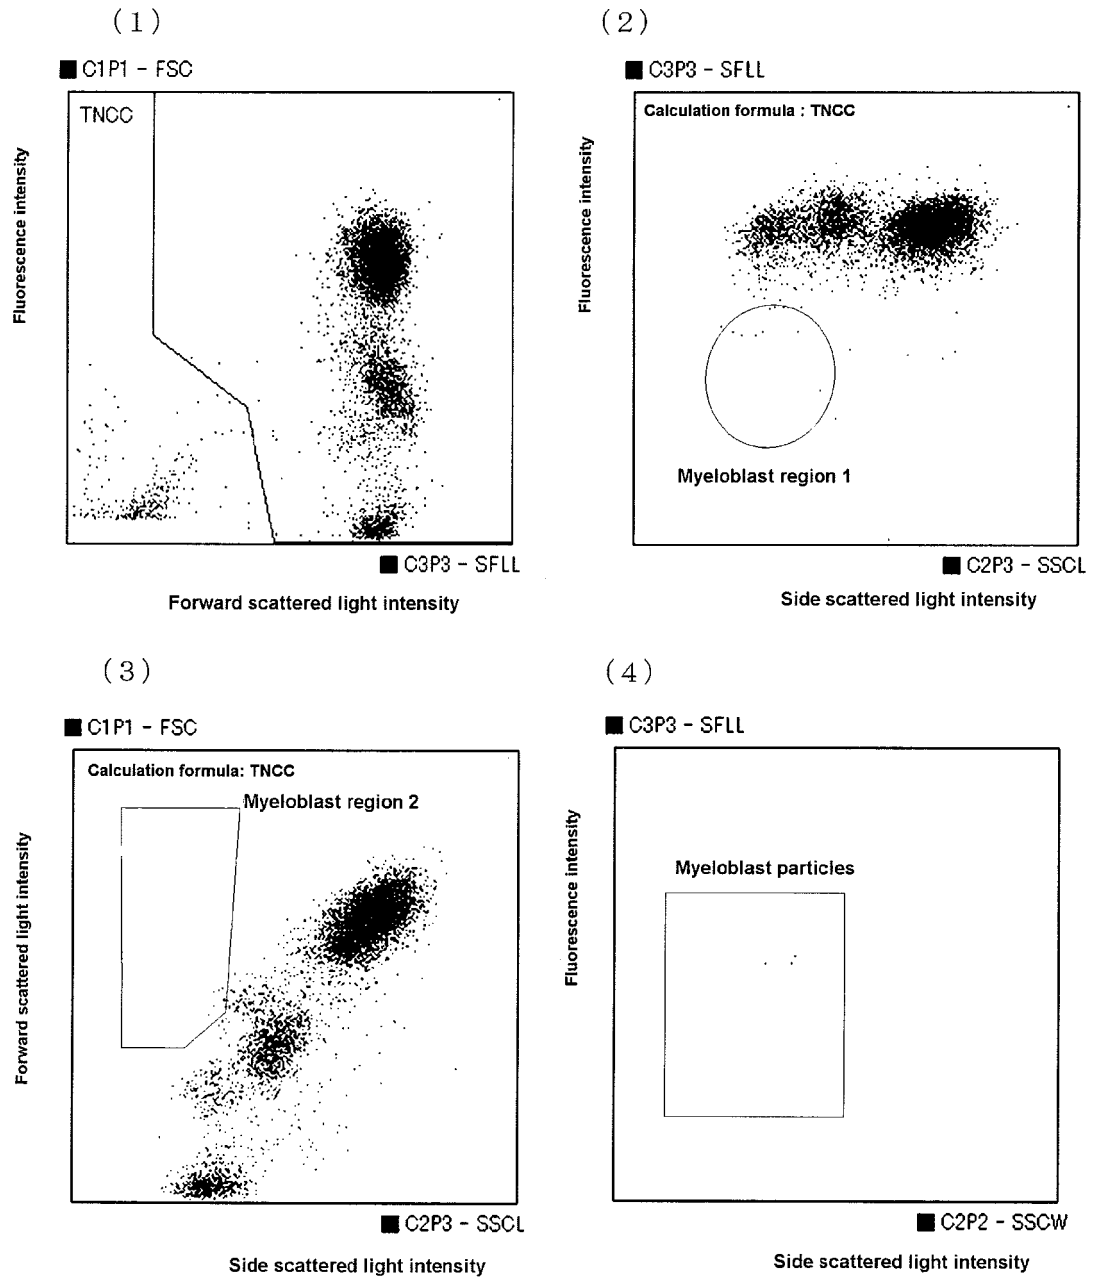 (1)
■ C1P1 - FSC
TNCC
Fluorescence intensity
■ C3P3 - SFLL
Forward scattered light intensity
(2)
■ C3P3 - SFLL
Calculation formula : TNCC
Fluorescence intensity
Myeloblast region 1
■ C2P3 - SSCL
Side scattered light intensity
(3)
■ C1P1 - FSC
Calculation formula: TNCC
Myeloblast region 2
Forward scattered light intensity
■ C2P3 - SSCL
Side scattered light intensity
(4)
■ C3P3 - SFLL
Myeloblast particles
Fluorescence intensity
■ C2P2 - SSCW
Side scattered light intensity